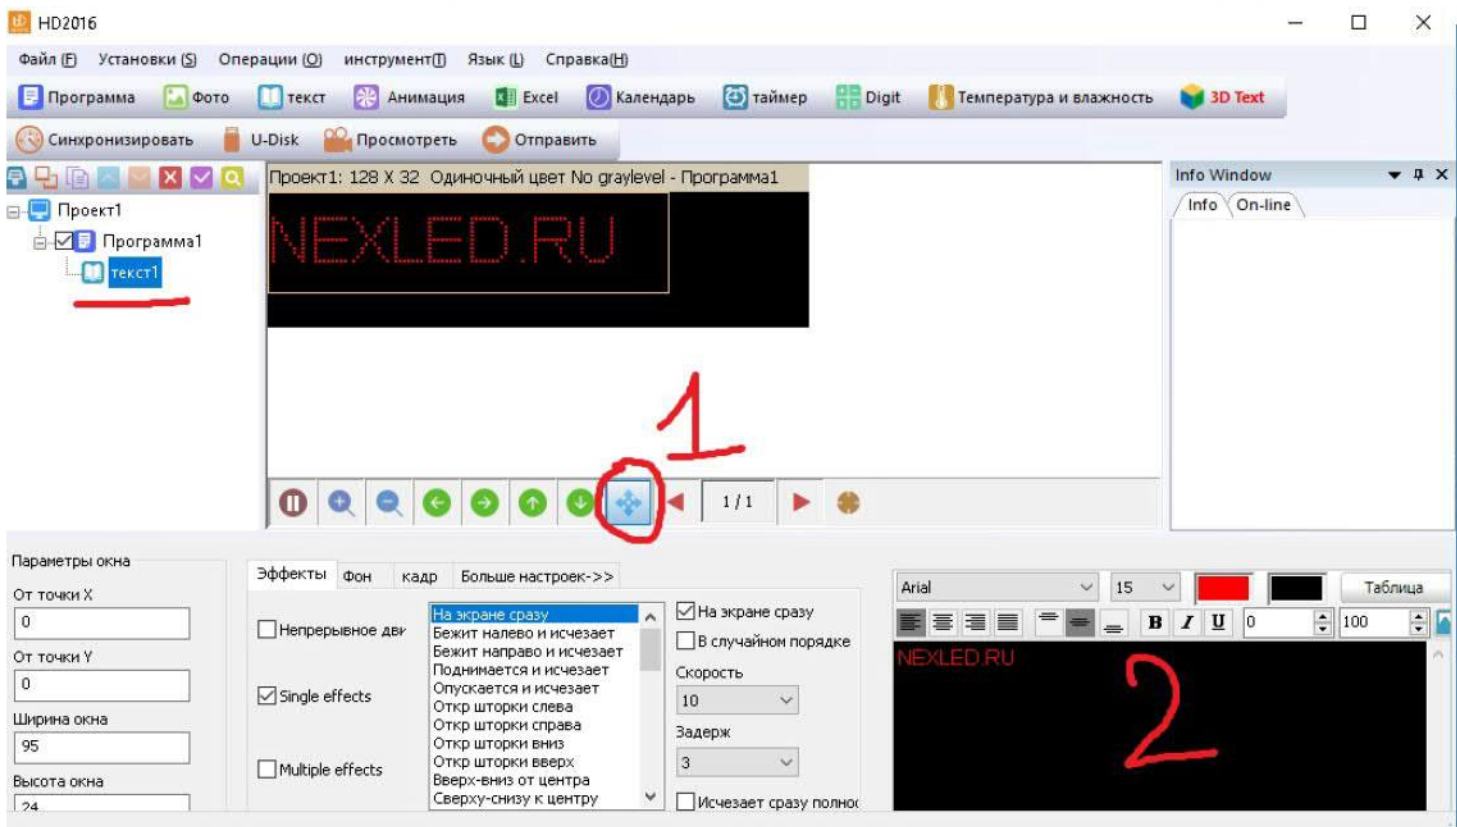 HD2016
Файл (F) Установки (S) Операции (O) инструмент(T) Язык (L) Справка(H)
Программа Фото текст Анимация Excel Календарь таймер Digit Температура и влажность 3D Text
Синхронизировать U-Disk Просмотреть Отправить
Проект1: 128 X 32 Одиночный цвет No graylevel - Программа1
Info Window
Info On-line
Проект1
Программа1
текст1
NEXLED.RU
1
1 / 1
Параметры окна
От точки X
0
От точки Y
0
Ширина окна
95
Высота окна
24
Эффекты Фон кадр Больше настроек->>
Непрерывное дви
Single effects
Multiple effects
На экране сразу
Бежит налево и исчезает
Бежит направо и исчезает
Поднимается и исчезает
Опускается и исчезает
Откр шторки слева
Откр шторки справа
Откр шторки вниз
Откр шторки вверх
Вверх-вниз от центра
Сверху-снизу к центру
На экране сразу
В случайном порядке
Скорость
10
Задерж
3
Исчезает сразу полнос
Arial 15 Таблица
B I U 0 100
NEXLED.RU
2